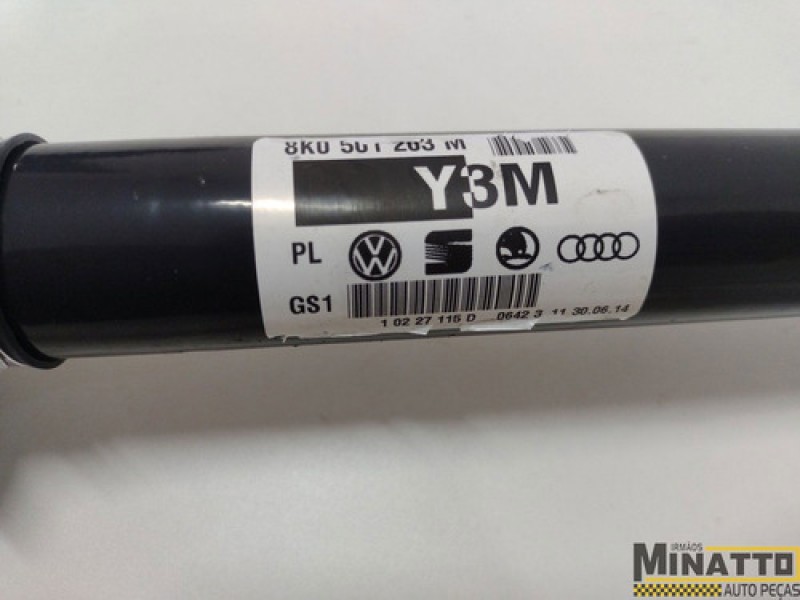 8K0 501 203 M
Y3M
PL
GS1
1 02 27 115 D 0642 3 11 30.06.14
IRMÃOS
MINATTO
AUTO PEÇAS